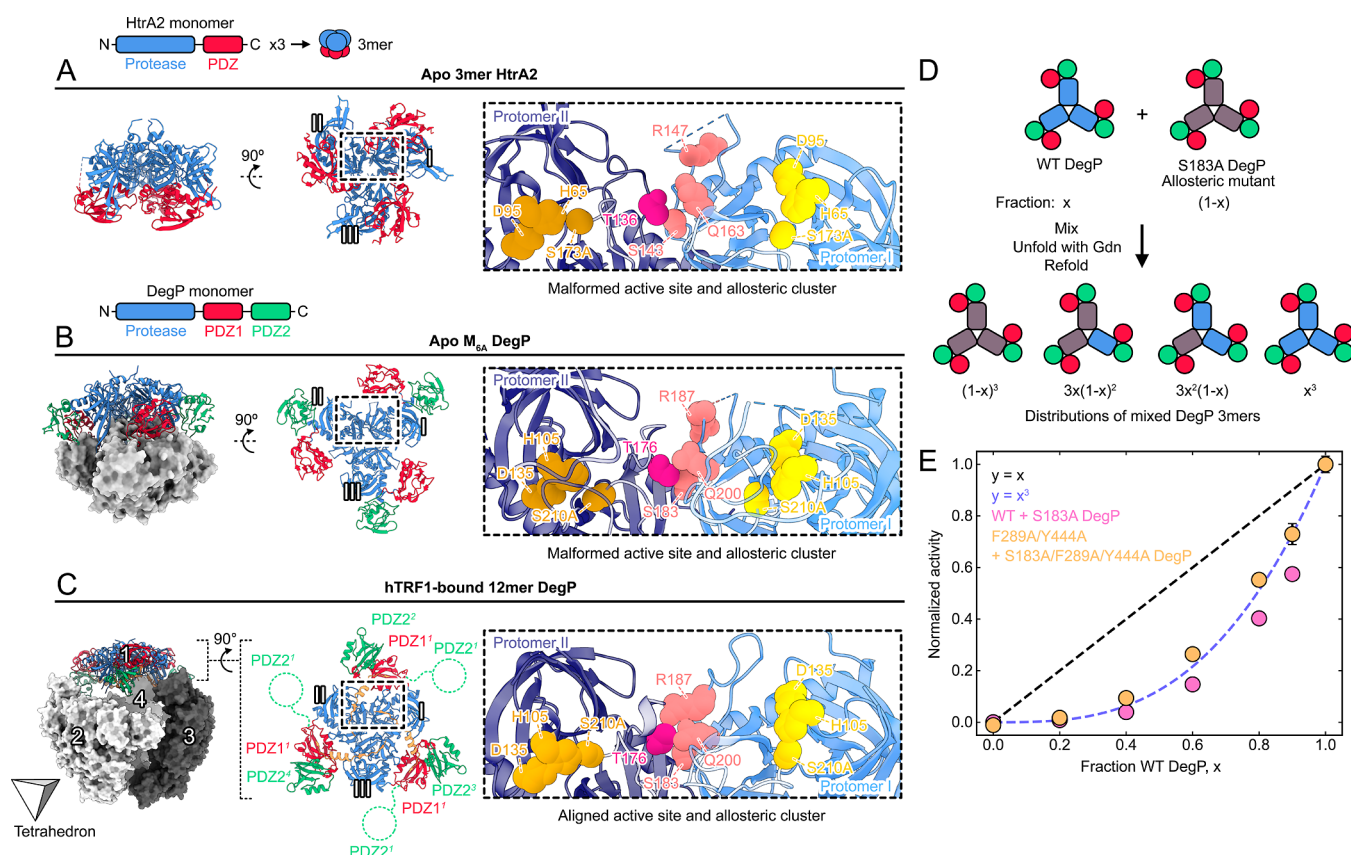 HtrA2 monomer
N C x3 3mer
Protease PDZ
A Apo 3mer HtrA2
90º
II
I
III
Protomer II
R147
D95
H65
D95
T136
H65
S173A
S143
Q163
S173A
Protomer I
Malformed active site and allosteric cluster
DegP monomer
N C
Protease PDZ1 PDZ2
B Apo M6A DegP
90º
II
I
III
Protomer II
R187
D135
H105
T176
D135
H105
S210A
S183
Q200
S210A
Protomer I
Malformed active site and allosteric cluster
C hTRF1-bound 12mer DegP
90º
1
4
2
3
Tetrahedron
PDZ2²
PDZ1¹
PDZ2¹
PDZ2¹
II
I
PDZ1¹
PDZ2⁴
III
PDZ2³
PDZ1¹
PDZ2¹
Protomer II
R187
D135
H105
S210A
H105
D135
T176
Q200
S183
S210A
Protomer I
Aligned active site and allosteric cluster
D
+
WT DegP
S183A DegP
Allosteric mutant
Fraction: x (1-x)
Mix
Unfold with Gdn
Refold
(1-x)³ 3x(1-x)² 3x²(1-x) x³
Distributions of mixed DegP 3mers
E
y = x
y = x³
WT + S183A DegP
F289A/Y444A
+ S183A/F289A/Y444A DegP
Normalized activity
1.0
0.8
0.6
0.4
0.2
0.0
0.0 0.2 0.4 0.6 0.8 1.0
Fraction WT DegP, x